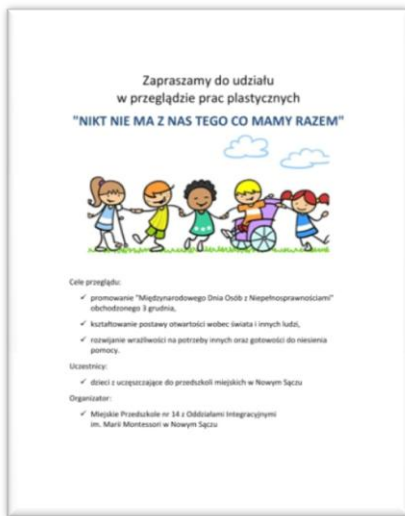 Zapraszamy do udziału
w przeglądzie prac plastycznych
"NIKT NIE MA Z NAS TEGO CO MAMY RAZEM"
Cele przeglądu:
✓ promowanie "Międzynarodowego Dnia Osób z Niepełnosprawnościami"
obchodzonego 3 grudnia,
✓ kształtowanie postawy otwartości wobec świata i innych ludzi,
✓ rozwijanie wrażliwości na potrzeby innych oraz gotowości do niesienia
pomocy.
Uczestnicy:
✓ dzieci z uczęszczające do przedszkoli miejskich w Nowym Sączu
Organizator:
✓ Miejskie Przedszkole nr 14 z Oddziałami Integracyjnymi
im. Marii Montessori w Nowym Sączu